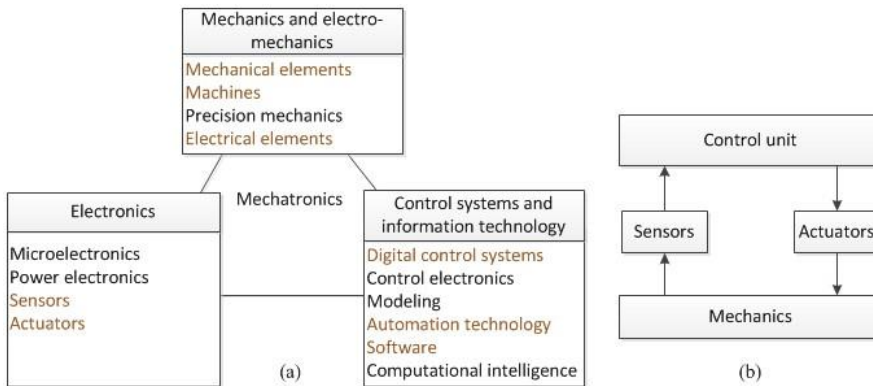 Mechanics and electro-
mechanics
Mechanical elements
Machines
Precision mechanics
Electrical elements
Mechatronics
Electronics
Microelectronics
Power electronics
Sensors
Actuators
Control systems and
information technology
Digital control systems
Control electronics
Modeling
Automation technology
Software
Computational intelligence
(a)
Control unit
Sensors
Actuators
Mechanics
(b)